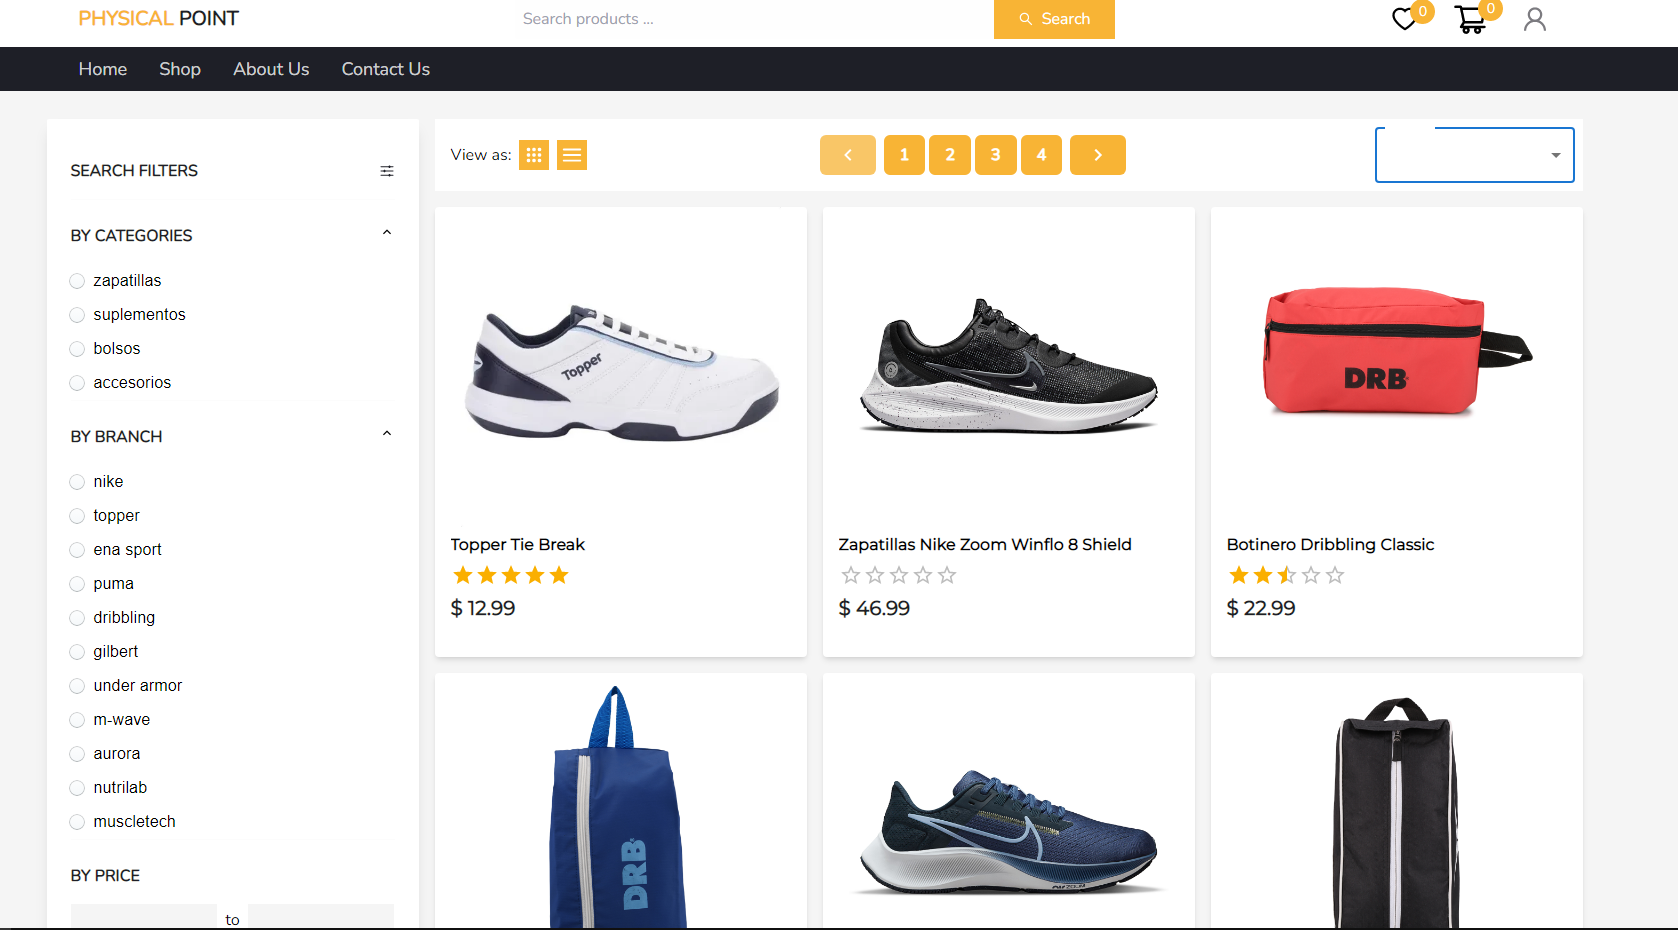 PHYSICAL POINT
Search products ...
Search
0
0
Home
Shop
About Us
Contact Us
SEARCH FILTERS
BY CATEGORIES
zapatillas
suplementos
bolsos
accesorios
BY BRANCH
nike
topper
ena sport
puma
dribbling
gilbert
under armor
m-wave
aurora
nutrilab
muscletech
BY PRICE
to
View as:
1
2
3
4
Topper
Topper Tie Break
$ 12.99
Zapatillas Nike Zoom Winflo 8 Shield
$ 46.99
DRB
Botinero Dribbling Classic
$ 22.99
DRB